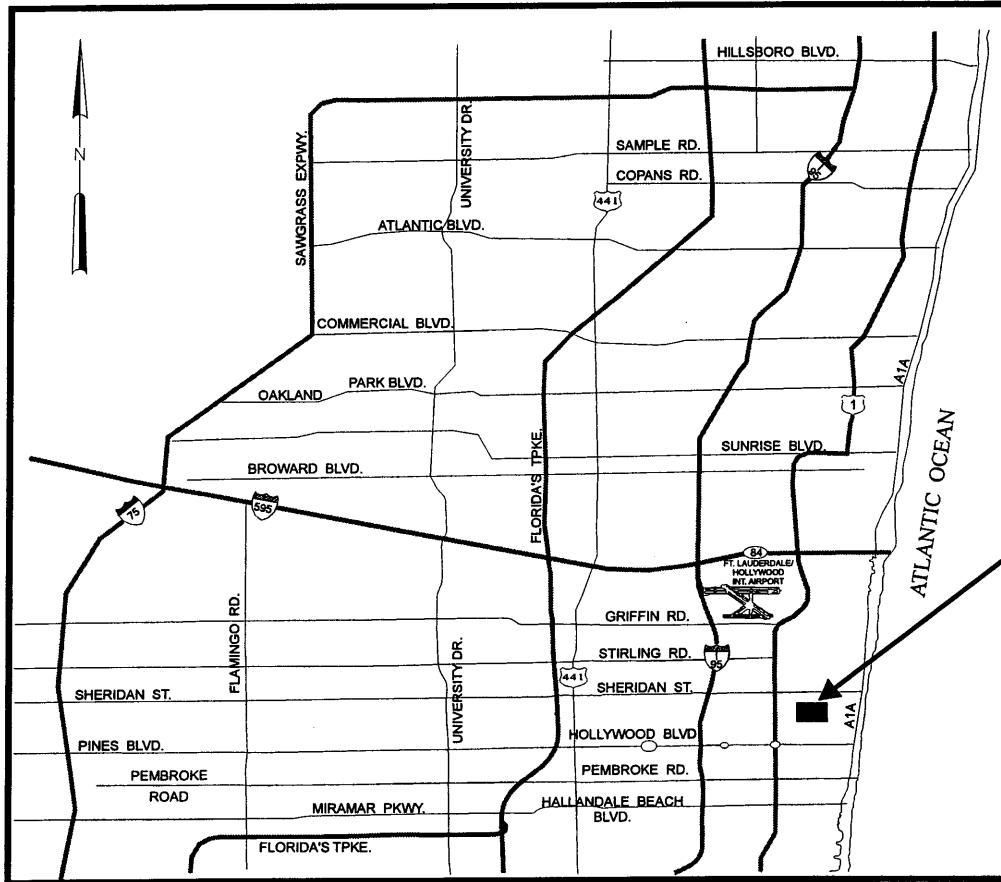 HILLSBORO BLVD.
N
UNIVERSITY DR.
SAWGRASS EXPWY.
SAMPLE RD.
95
COPANS RD.
441
ATLANTIC BLVD.
COMMERCIAL BLVD.
A1A
PARK BLVD.
OAKLAND
1
ATLANTIC OCEAN
SUNRISE BLVD.
BROWARD BLVD.
FLORIDA'S TPKE.
75
595
84
FT. LAUDERDALE/
HOLLYWOOD
INT. AIRPORT
FLAMINGO RD.
GRIFFIN RD.
UNIVERSITY DR.
STIRLING RD.
95
441
SHERIDAN ST.
SHERIDAN ST.
A1A
HOLLYWOOD BLVD
PINES BLVD.
PEMBROKE RD.
PEMBROKE
ROAD
HALLANDALE BEACH
BLVD.
MIRAMAR PKWY.
FLORIDA'S TPKE.